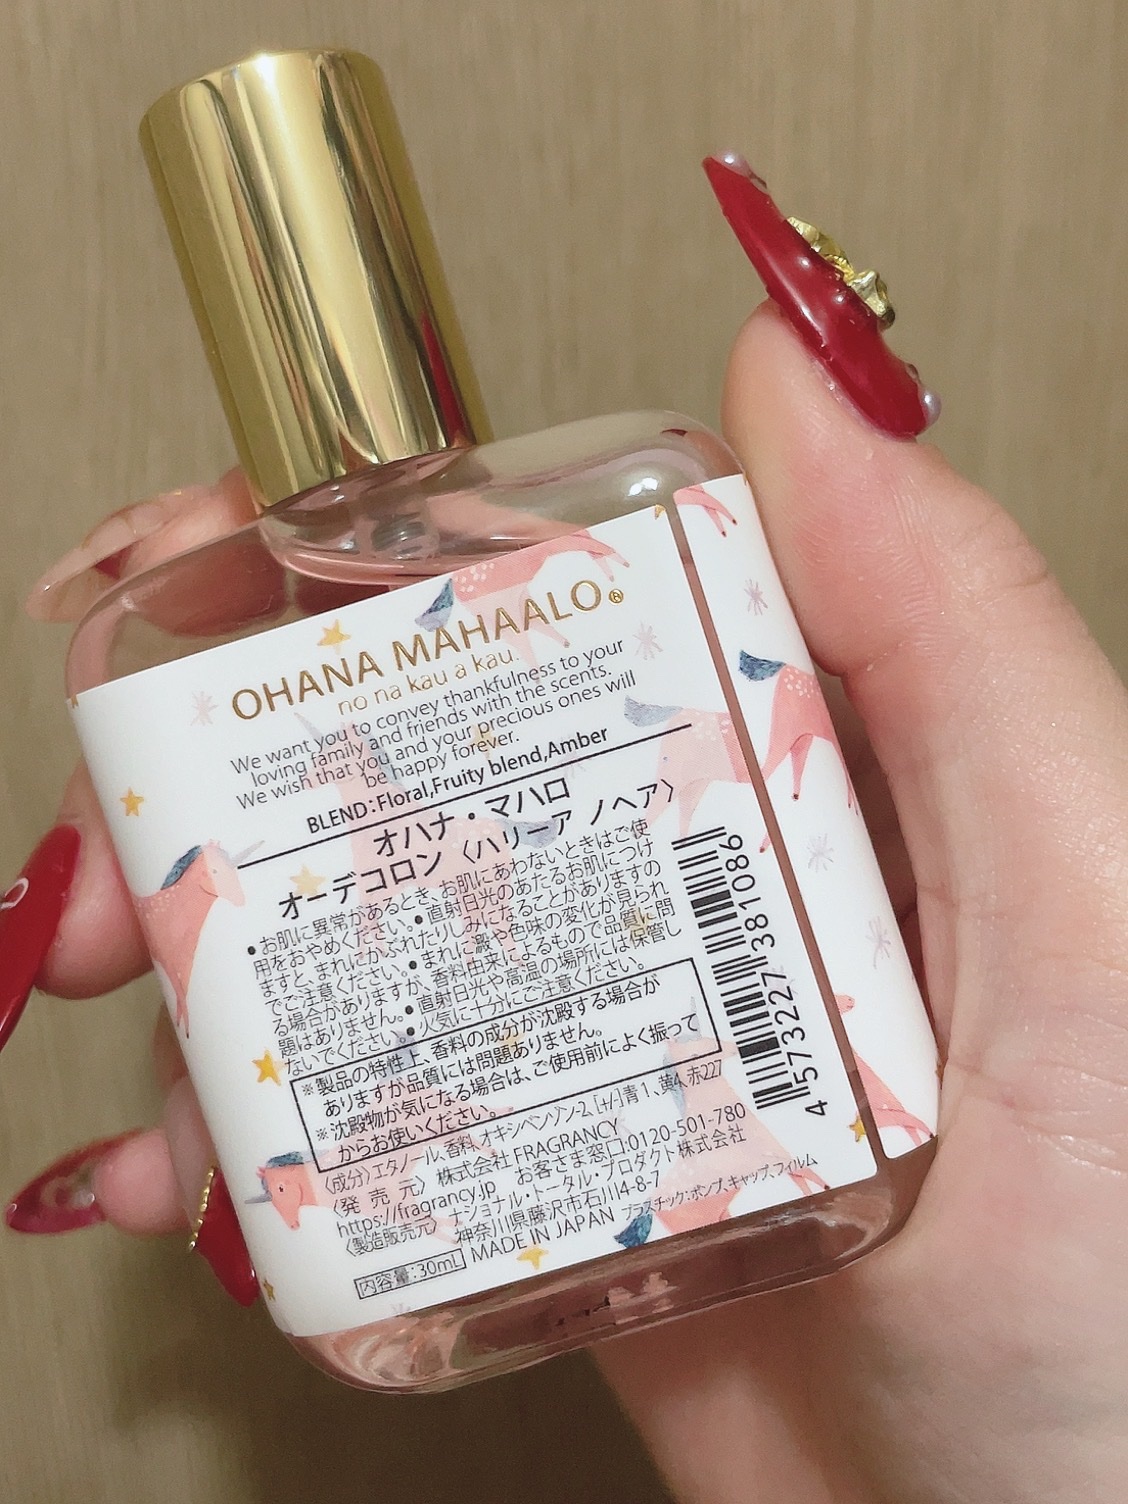 OHANA MAHAALO®
no na kau a kau.
We want you to convey thankfulness to your
loving family and friends with the scents.
We wish that you and your precious ones will
be happy forever.
BLEND:Floral,Fruity blend,Amber
オハナ・マハロ
オーデコロン〈ハリーア ノヘア〉
●お肌に異常があるとき、お肌にあわないときはご使
用をおやめください。●直射日光のあたるお肌につけ
ますと、まれにかぶれたりしみになることがありますの
でご注意ください。●まれに澱や色味の変化が見られ
る場合がありますが、香料由来によるもので品質に問
題はありません。●直射日光や高温の場所には保管し
ないでください。●火気に十分にご注意ください。
※製品の特性上、香料の成分が沈殿する場合が
ありますが品質には問題ありません。
※沈殿物が気になる場合は、ご使用前によく振って
からお使いください。
〈成分〉エタノール、香料、オキシベンゾン-2、[+/-]青1、黄4、赤227
〈発売元〉株式会社 FRAGRANCY
https://fragrancy.jp お客さま窓口:0120-501-780
〈製造販売元〉ナショナル・トータル・プロダクト株式会社
神奈川県藤沢市石川4-8-7
内容量:30mL MADE IN JAPAN プラスチック:ポンプ、キャップ、フィルム
4573227381086